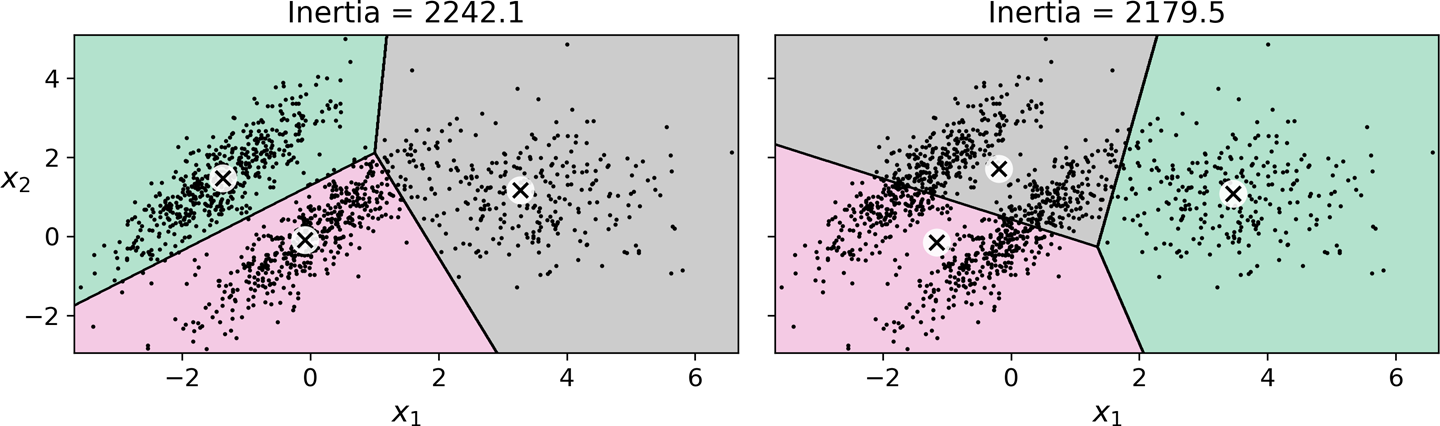 Inertia = 2242.1
Inertia = 2179.5
4
2
0
−2
x₂
−2 0 2 4 6
−2 0 2 4 6
x₁
x₁